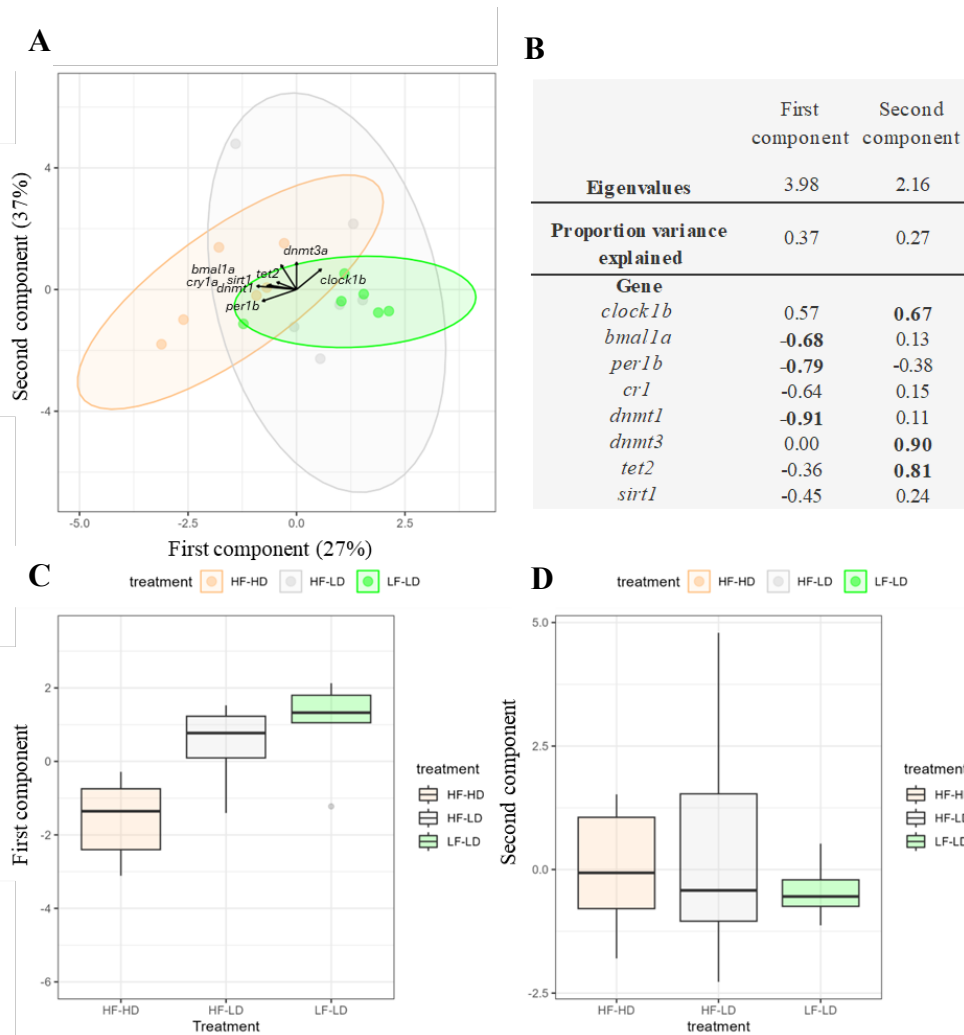 A
Second component (37%)
4
0
-4
dnmt3a
bmal1a
cry1a
sirt1
tet2
dnmt1
per1b
clock1b
-5.0
-2.5
0.0
2.5
First component (27%)
treatment
HF-HD
HF-LD
LF-LD
B
First component
Second component
Eigenvalues
3.98
2.16
Proportion variance explained
0.37
0.27
Gene
clock1b 0.57 0.67
bmal1a -0.68 0.13
per1b -0.79 -0.38
cr1 -0.64 0.15
dnmt1 -0.91 0.11
dnmt3 0.00 0.90
tet2 -0.36 0.81
sirt1 -0.45 0.24
C
First component
2
0
-2
-4
-6
HF-HD
HF-LD
LF-LD
Treatment
treatment
HF-HD
HF-LD
LF-LD
D
treatment
HF-HD
HF-LD
LF-LD
Second component
5.0
2.5
0.0
-2.5
HF-HD
HF-LD
LF-LD
treatment
treatment
HF-H
HF-L
LF-LD